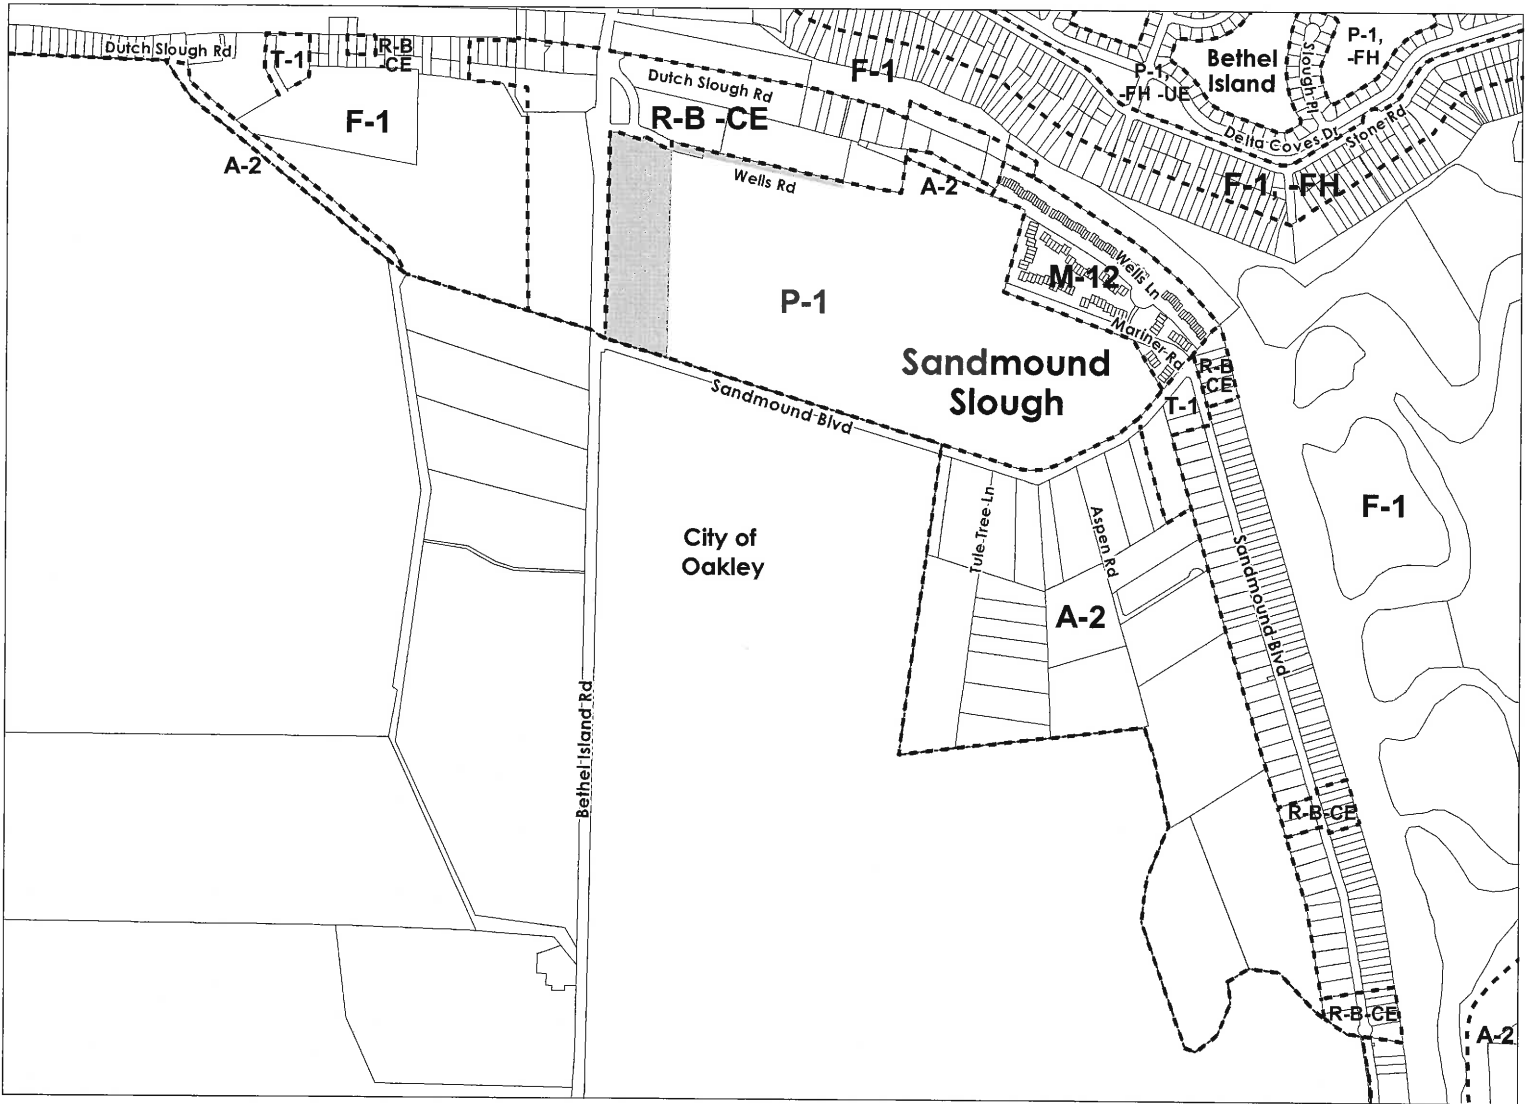 Dutch Slough Rd
T-1
R-B
-CE
F-1
A-2
Dutch Slough Rd
R-B -CE
F-1
Wells Rd
A-2
P-1,
-FH -UE
Bethel
Island
Slough Pl
P-1,
-FH
Delta Coves Dr
Stone Rd
F-1, -FH
P-1
M-12
Wells Ln
Mariner Rd
Sandmound
Slough
R-B
-CE
T-1
Sandmound Blvd
City of
Oakley
Tule Tree Ln
Aspen Rd
A-2
Sandmound Blvd
F-1
Bethel Island Rd
R-B-CE
R-B-CE
A-2